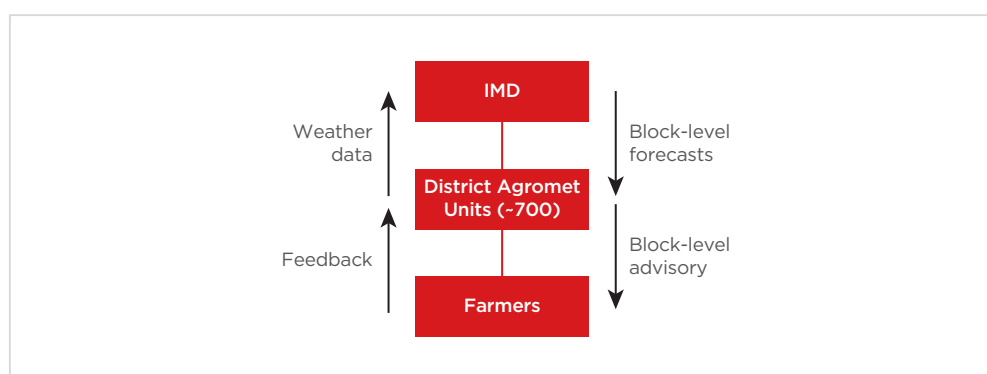 IMD
Weather
data
Block-level
forecasts
District Agromet
Units (~700)
Feedback
Block-level
advisory
Farmers